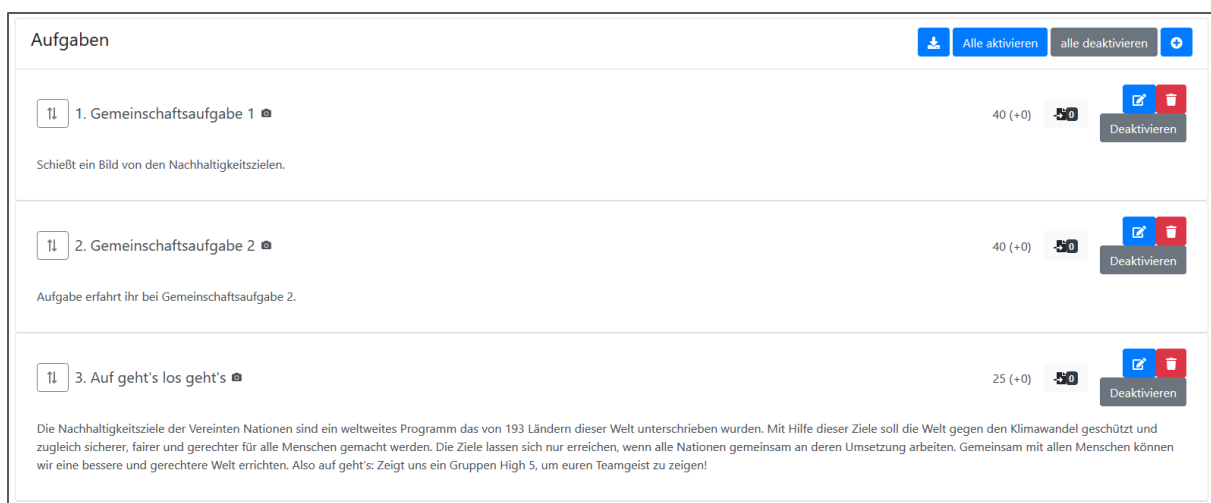 Aufgaben
Alle aktivieren
alle deaktivieren
1. Gemeinschaftsaufgabe 1
40 (+0)
0
Deaktivieren
Schießt ein Bild von den Nachhaltigkeitszielen.
2. Gemeinschaftsaufgabe 2
40 (+0)
0
Deaktivieren
Aufgabe erfahrt ihr bei Gemeinschaftsaufgabe 2.
3. Auf geht's los geht's
25 (+0)
0
Deaktivieren
Die Nachhaltigkeitsziele der Vereinten Nationen sind ein weltweites Programm das von 193 Ländern dieser Welt unterschrieben wurden. Mit Hilfe dieser Ziele soll die Welt gegen den Klimawandel geschützt und
zugleich sicherer, fairer und gerechter für alle Menschen gemacht werden. Die Ziele lassen sich nur erreichen, wenn alle Nationen gemeinsam an deren Umsetzung arbeiten. Gemeinsam mit allen Menschen können
wir eine bessere und gerechtere Welt errichten. Also auf geht's: Zeigt uns ein Gruppen High 5, um euren Teamgeist zu zeigen!